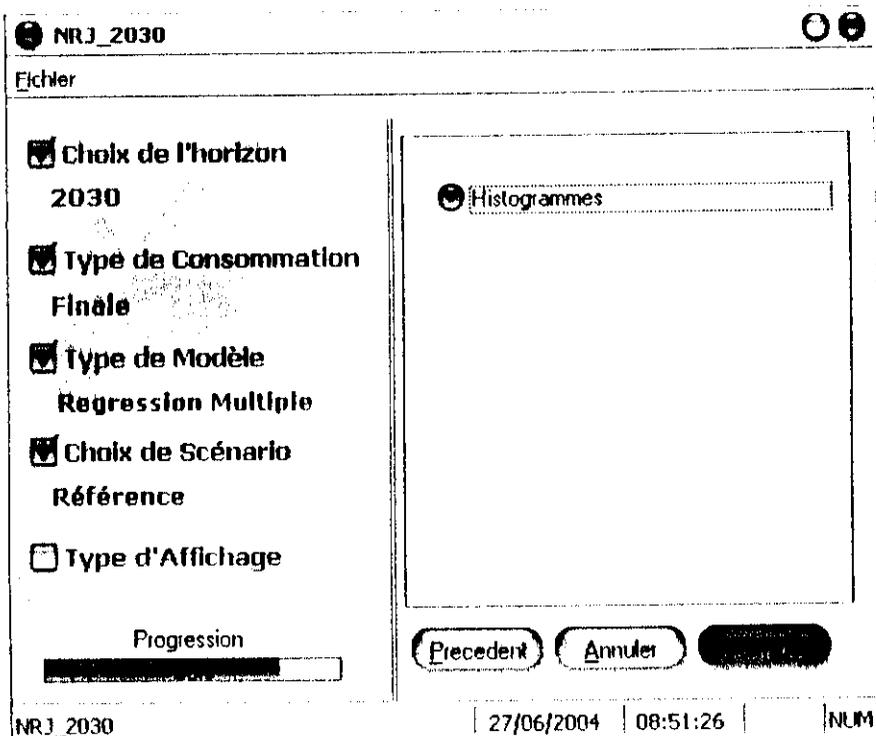 NRJ_2030
Fichier
Choix de l'horizon
2030
Type de Consommation
Finale
Type de Modèle
Regression Multiple
Choix de Scénario
Référence
Type d'Affichage
Progression
Histogrammes
Precedent Annuler
NRJ_2030 27/06/2004 08:51:26 NUM